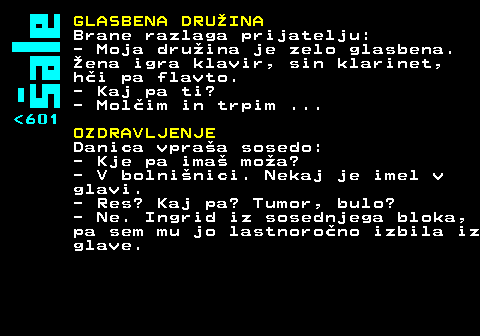 šale
<601
GLASBENA DRUŽINA
Brane razlaga prijatelju:
- Moja družina je zelo glasbena.
Žena igra klavir, sin klarinet,
hči pa flavto.
- Kaj pa ti?
- Molčim in trpim ...
OZDRAVLJENJE
Danica vpraša sosedo:
- Kje pa imaš moža?
- V bolnišnici. Nekaj je imel v
glavi.
- Res? Kaj pa? Tumor, bulo?
- Ne. Ingrid iz sosednjega bloka,
pa sem mu jo lastnoročno izbila iz
glave.